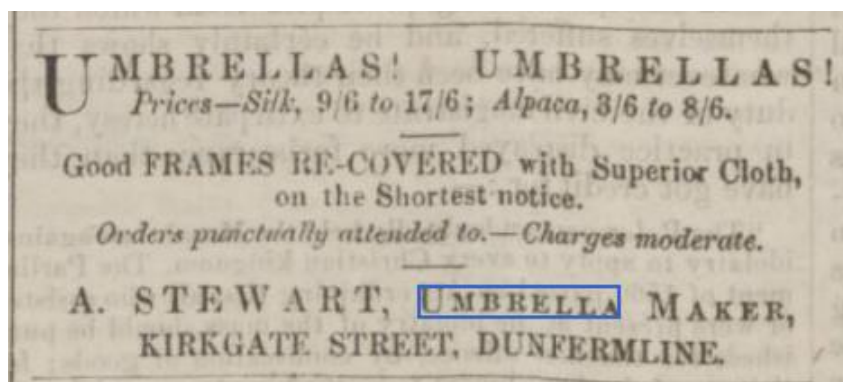 UMBRELLAS! UMBRELLAS!
Prices—Silk, 9/6 to 17/6; Alpaca, 3/6 to 8/6.
Good FRAMES RE-COVERED with Superior Cloth,
on the Shortest notice.
Orders punctually attended to.—Charges moderate.
A. STEWART, UMBRELLA MAKER,
KIRKGATE STREET, DUNFERMLINE.